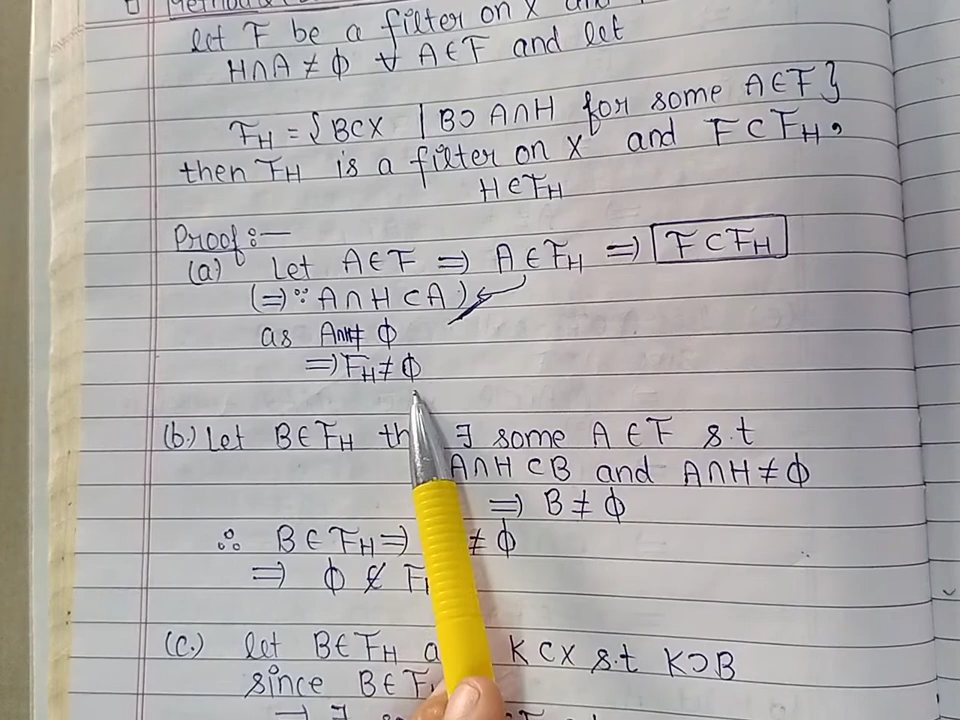 let F be a filter on X and
H∩A ≠ ϕ ∀ A∈F and let
F_H = { B⊂X | B⊃A∩H for some A∈F}
then F_H is a filter on X and F⊂F_H,
H∈F_H
Proof:—
(a) Let A∈F ⇒ A∈F_H ⇒ F⊂F_H
(⇒∵ A∩H⊂A)
as A∩H≠ ϕ
⇒F_H≠ϕ
(b.) Let B∈F_H ∃ some A∈F s.t
A∩H⊂B and A∩H≠ϕ
⇒ B≠ϕ
∴ B∈F_H⇒ ≠ϕ
⇒ ϕ ∉
(c.) let B∈F_H K⊂X s.t K⊃B
since B∈F